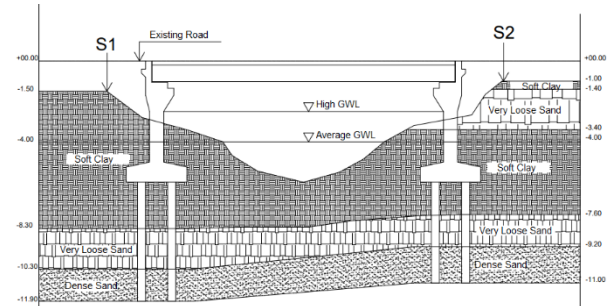 Existing Road
S1
S2
+00.00
+00.00
-1.00
Soft Clay
-1.50
-1.40
High GWL
Very Loose Sand
-3.40
Average GWL
-4.00
-4.00
Soft Clay
Soft Clay
-7.00
-8.30
Very Loose Sand
Very Loose Sand
-9.20
-10.30
Dense Sand
Dense Sand
-11.00
-11.90